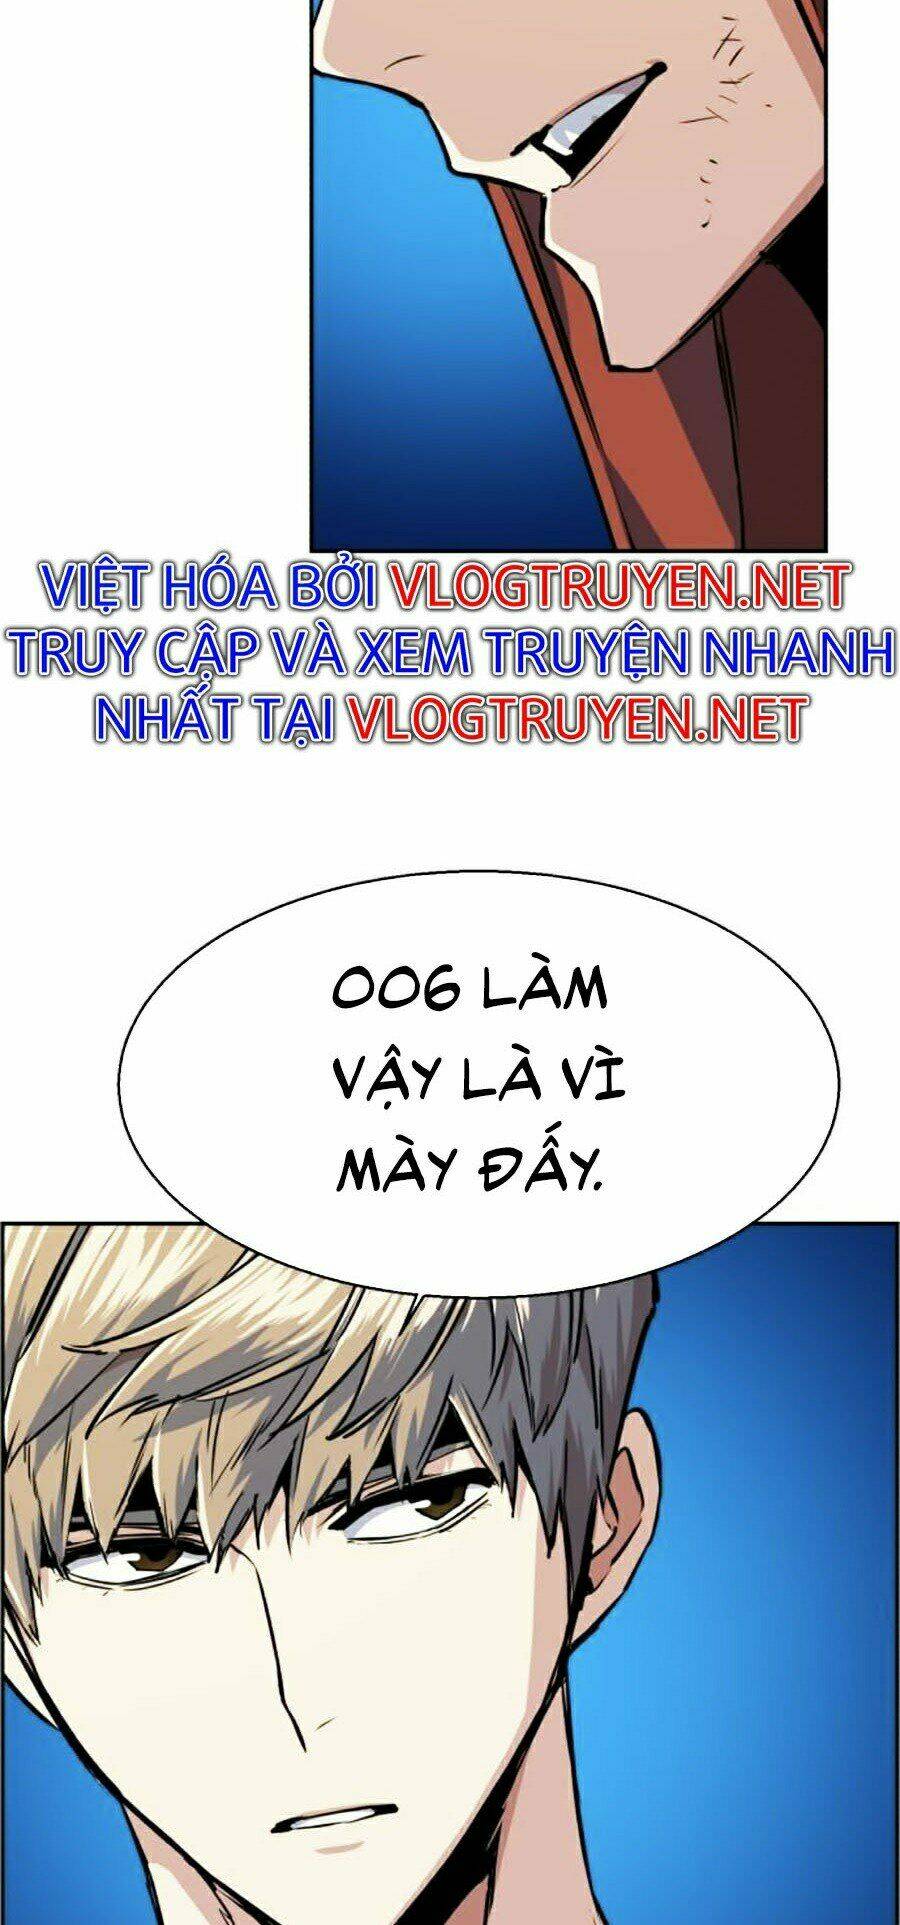 VIỆT HÓA BỞI VLOGTRUYEN.NET
TRUY CẬP VÀ XEM TRUYỆN NHANH
NHẤT TẠI VLOGTRUYEN.NET
006 LÀM
VẬY LÀ VÌ
MÀY ĐẤY.